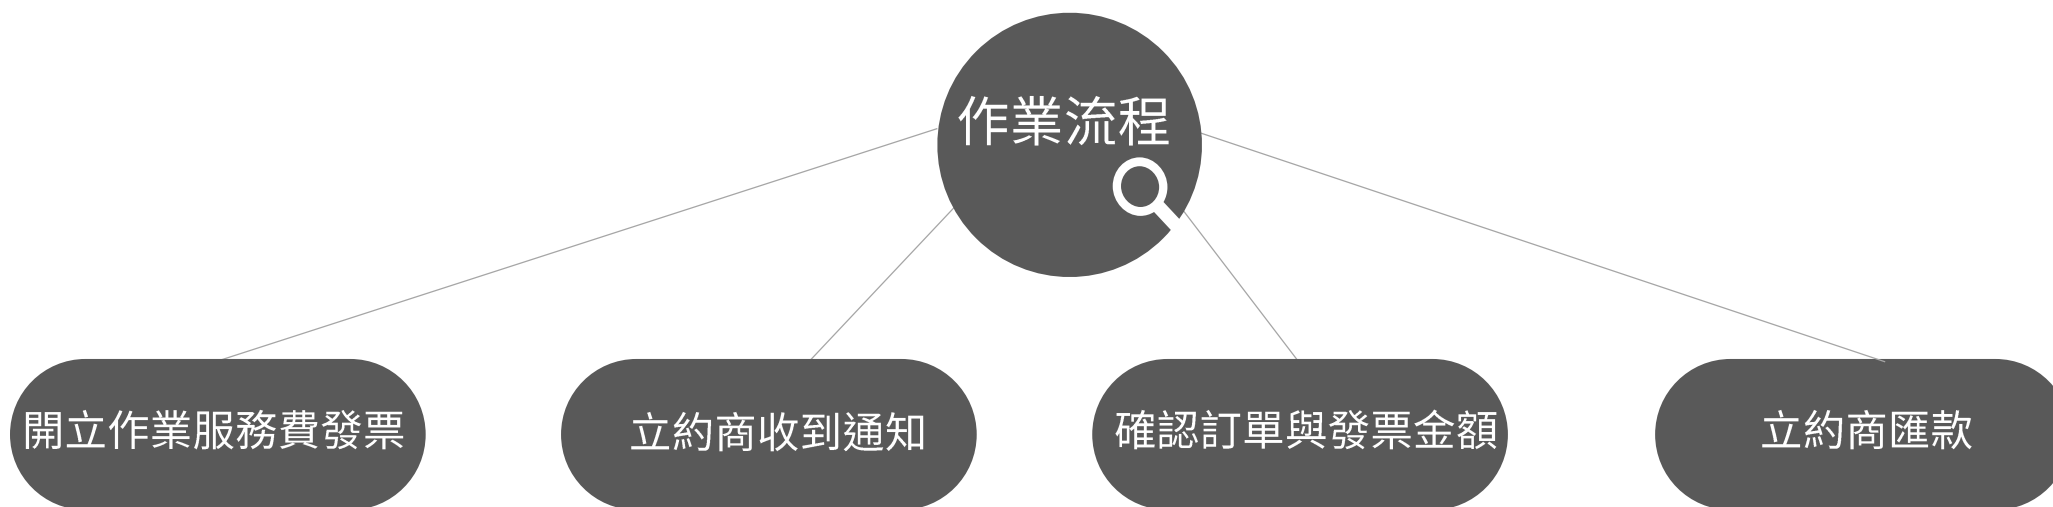 作業流程
開立作業服務費發票
立約商收到通知
確認訂單與發票金額
立約商匯款